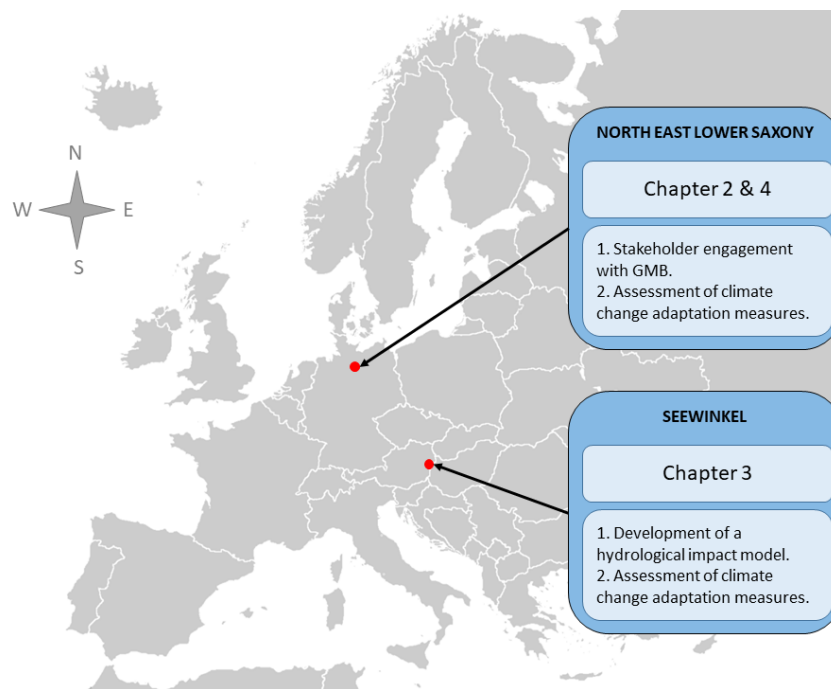 N
W
E
S
NORTH EAST LOWER SAXONY
Chapter 2 & 4
1. Stakeholder engagement
with GMB.
2. Assessment of climate
change adaptation measures.
SEEWINKEL
Chapter 3
1. Development of a
hydrological impact model.
2. Assessment of climate
change adaptation measures.